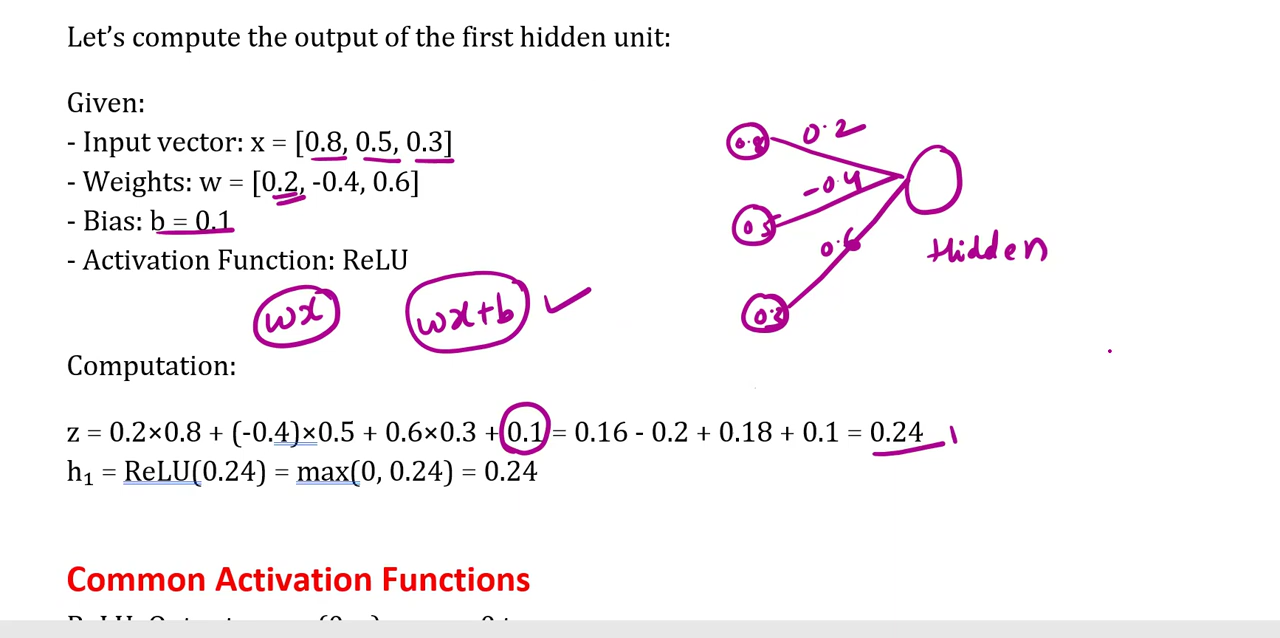 Let’s compute the output of the first hidden unit:
Given:
- Input vector: x = [0.8, 0.5, 0.3]
- Weights: w = [0.2, -0.4, 0.6]
- Bias: b = 0.1
- Activation Function: ReLU
0.8
0.2
-0.4
0.5
0.6
Hidden
wx
wx+b
Computation:
z = 0.2×0.8 + (-0.4)×0.5 + 0.6×0.3 + 0.1 = 0.16 - 0.2 + 0.18 + 0.1 = 0.24
h₁ = ReLU(0.24) = max(0, 0.24) = 0.24
Common Activation Functions